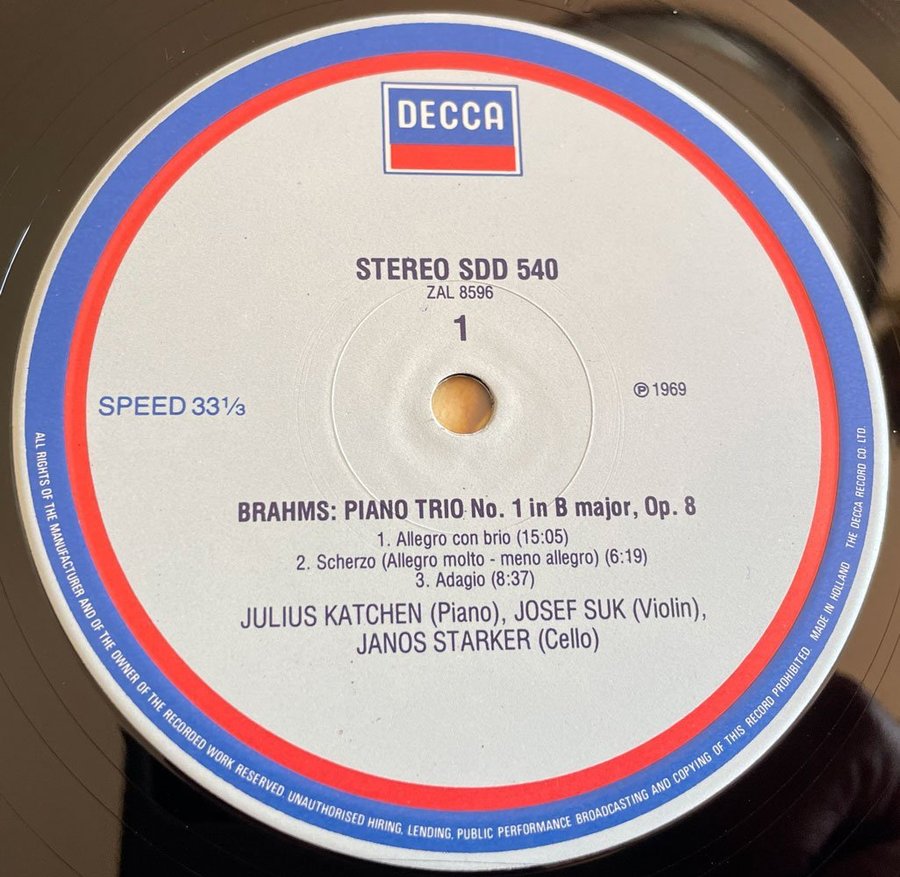 DECCA
STEREO SDD 540
ZAL 8596
1
SPEED 33⅓
℗ 1969
BRAHMS: PIANO TRIO No. 1 in B major, Op. 8
1. Allegro con brio (15:05)
2. Scherzo (Allegro molto - meno allegro) (6:19)
3. Adagio (8:37)
JULIUS KATCHEN (Piano), JOSEF SUK (Violin),
JANOS STARKER (Cello)
ALL RIGHTS OF THE MANUFACTURER AND OF THE OWNER OF THE RECORDED WORK RESERVED. UNAUTHORISED HIRING, LENDING, PUBLIC PERFORMANCE BROADCASTING AND COPYING OF THIS RECORD PROHIBITED. MADE IN HOLLAND THE DECCA RECORD CO. LTD.